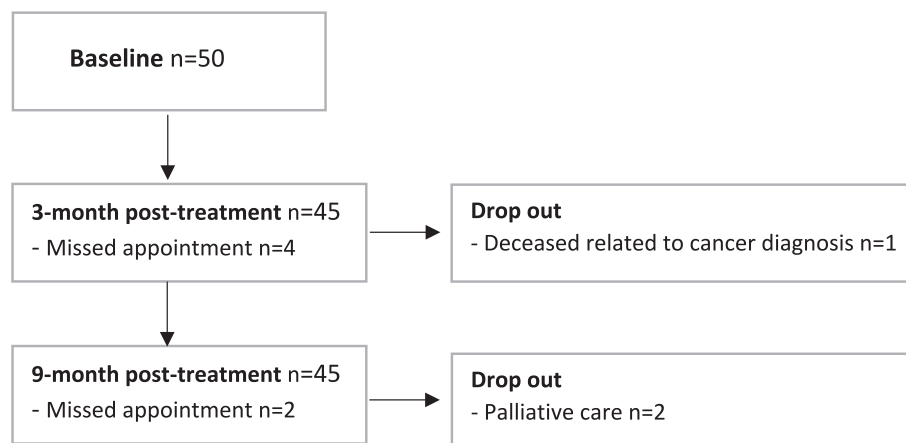 Baseline n=50
3-month post-treatment n=45
- Missed appointment n=4
Drop out
- Deceased related to cancer diagnosis n=1
9-month post-treatment n=45
- Missed appointment n=2
Drop out
- Palliative care n=2